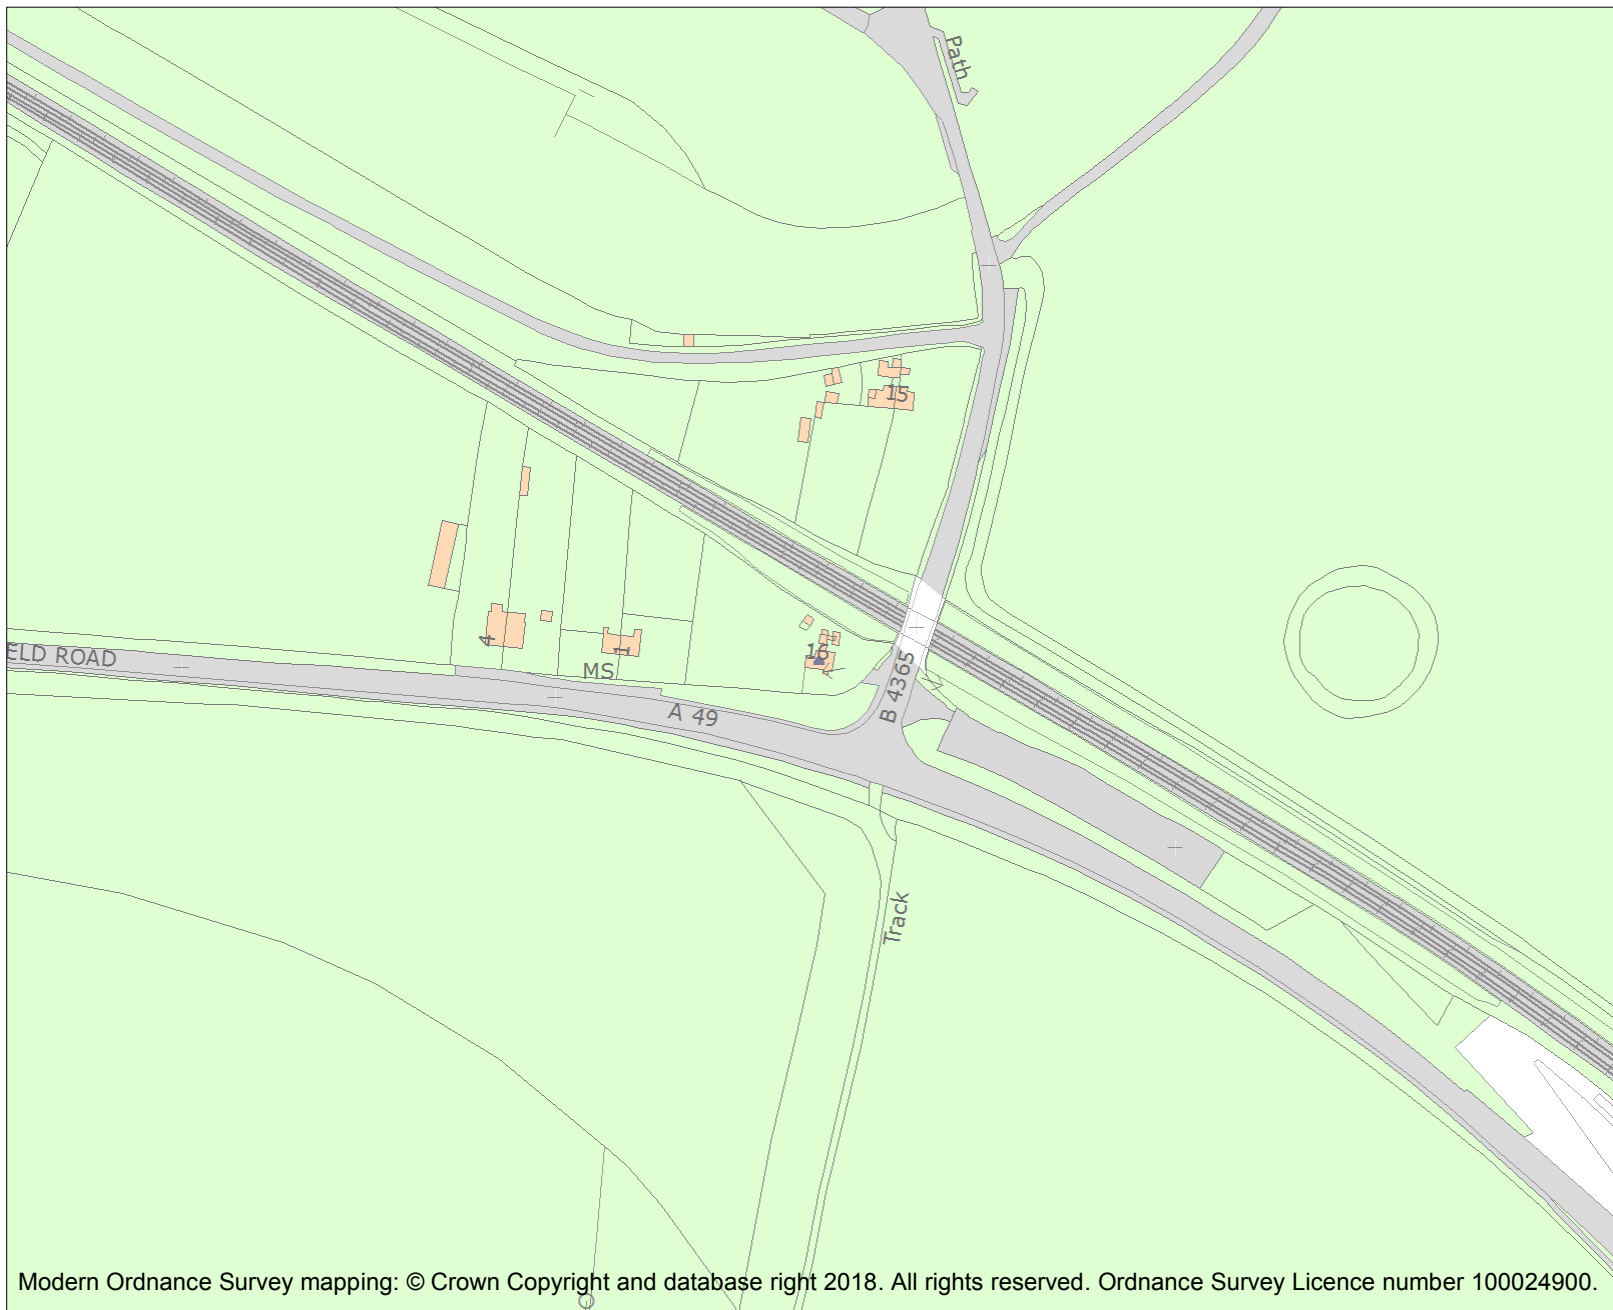 Path
15
4
1
16
MS
ELD ROAD
A 49
B 4365
Track
Modern Ordnance Survey mapping: © Crown Copyright and database right 2018. All rights reserved. Ordnance Survey Licence number 100024900.